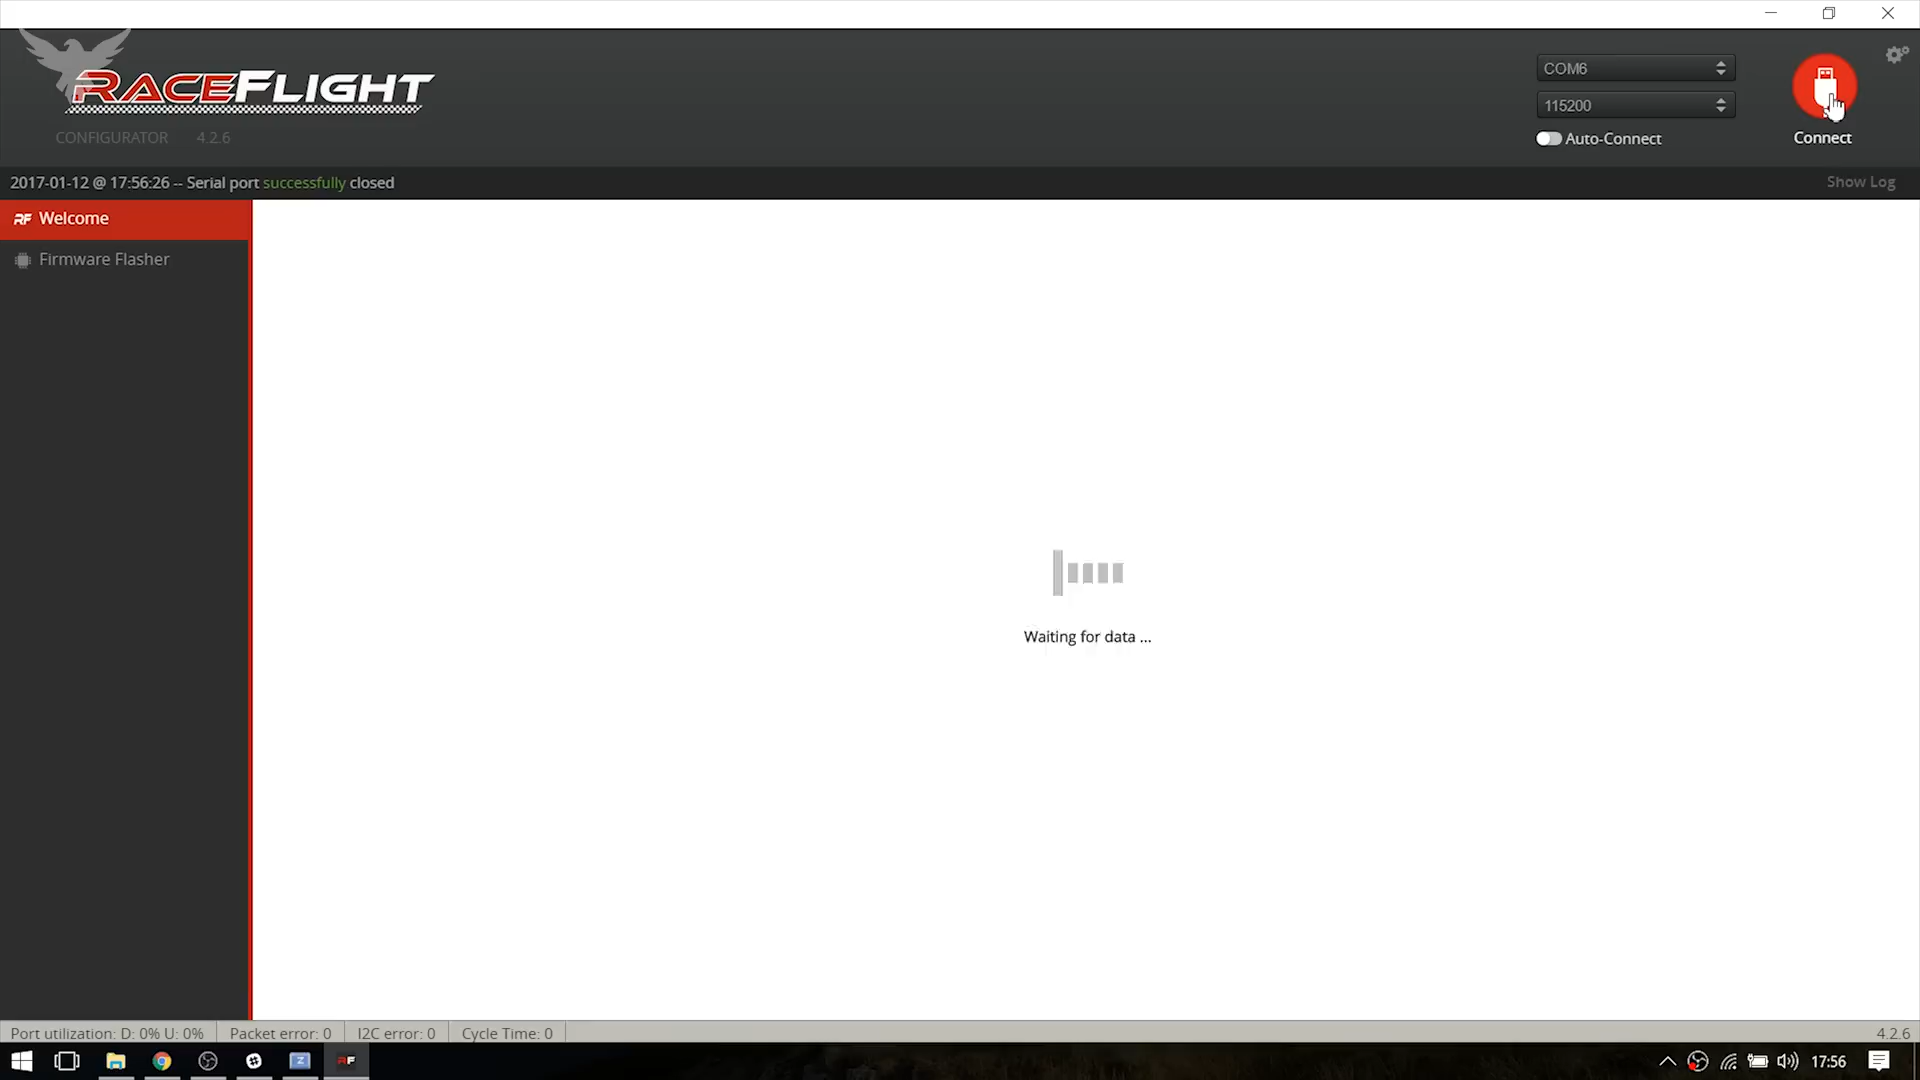 RACEFLIGHT
CONFIGURATOR 4.2.6
COM6
115200
Auto-Connect
Connect
2017-01-12 @ 17:56:26 -- Serial port successfully closed
Show Log
RF Welcome
Firmware Flasher
Waiting for data ...
Port utilization: D: 0% U: 0%
Packet error: 0
I2C error: 0
Cycle Time: 0
4.2.6
Z
RF
17:56